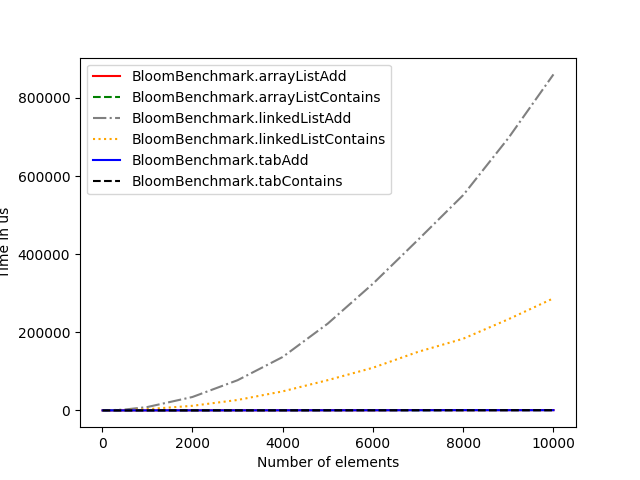 BloomBenchmark.arrayListAdd
BloomBenchmark.arrayListContains
BloomBenchmark.linkedListAdd
BloomBenchmark.linkedListContains
BloomBenchmark.tabAdd
BloomBenchmark.tabContains
800000
600000
400000
200000
0
Time in us
0 2000 4000 6000 8000 10000
Number of elements